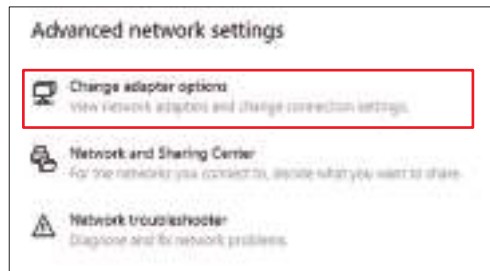 Advanced network settings
Change adapter options
View network adapters and change connection settings.
Network and Sharing Center
For the networks you connect to, decide what you want to share.
Network troubleshooter
Diagnose and fix network problems.